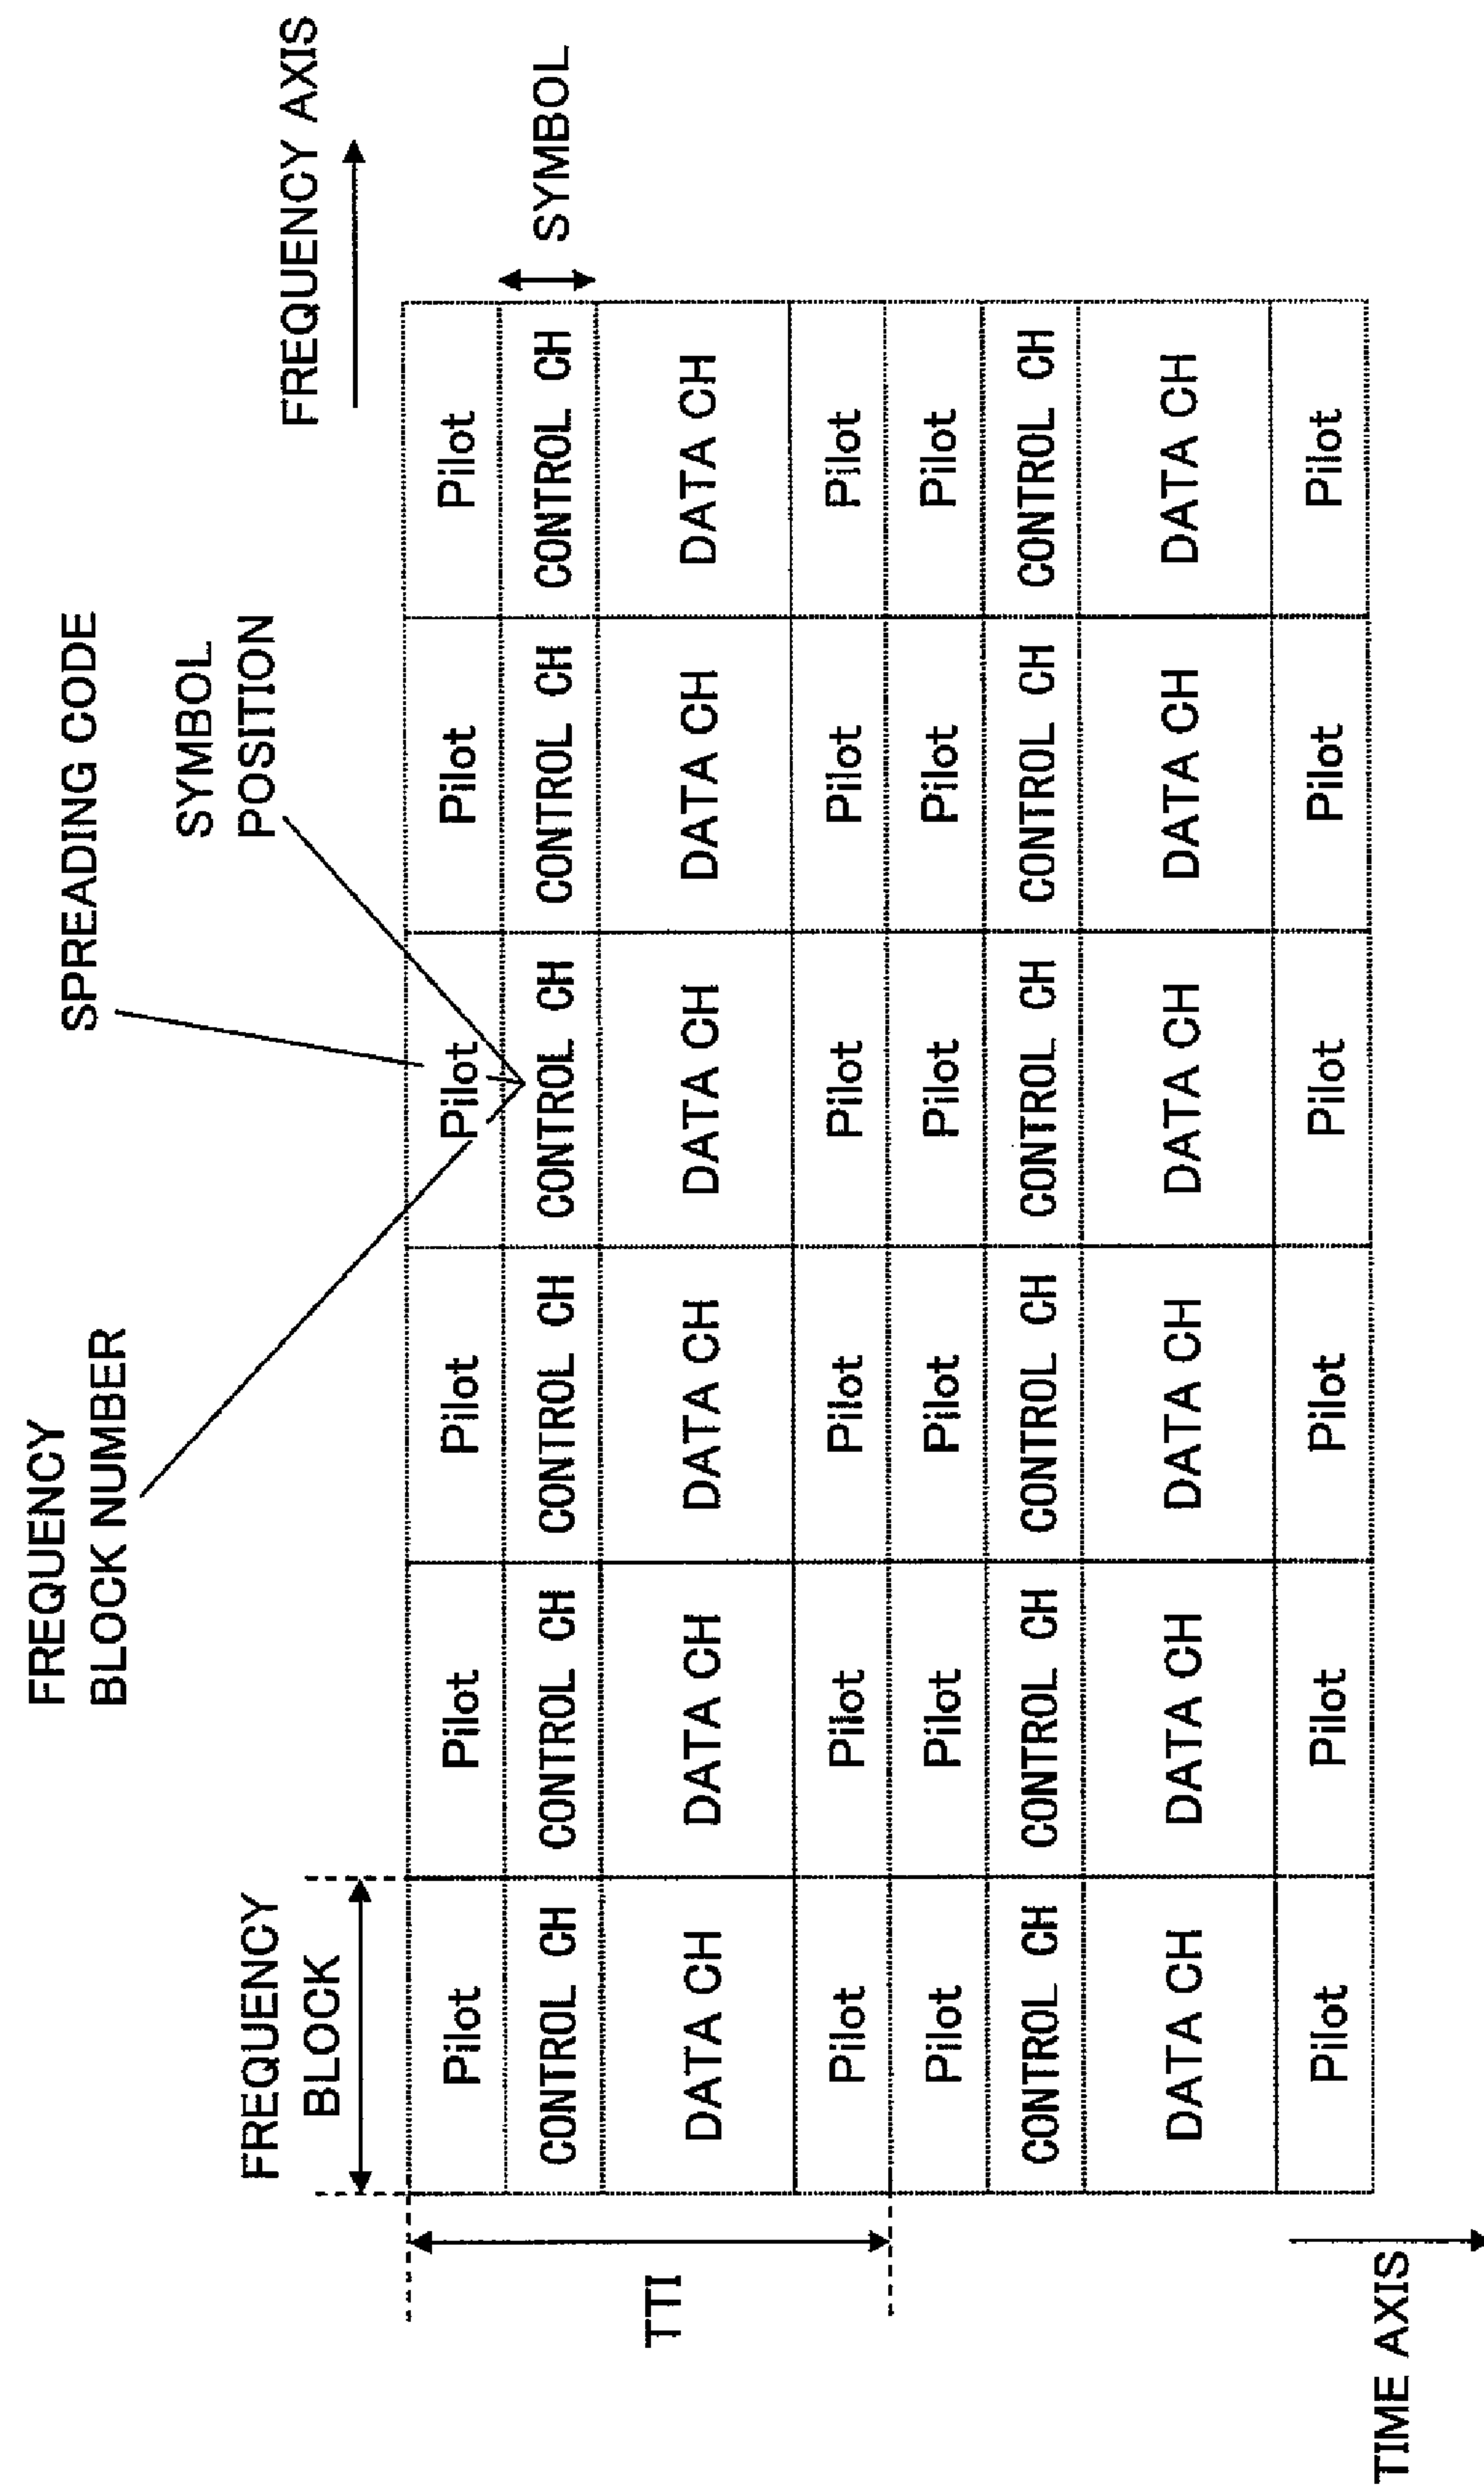 FREQUENCY
BLOCK NUMBER
SPREADING CODE
SYMBOL
POSITION
FREQUENCY
BLOCK
FREQUENCY AXIS
Pilot Pilot Pilot Pilot Pilot Pilot
CONTROL CH CONTROL CH CONTROL CH CONTROL CH CONTROL CH CONTROL CH
SYMBOL
TTI
DATA CH DATA CH DATA CH DATA CH DATA CH DATA CH
Pilot Pilot Pilot Pilot Pilot Pilot
Pilot Pilot Pilot Pilot Pilot Pilot
CONTROL CH CONTROL CH CONTROL CH CONTROL CH CONTROL CH CONTROL CH
DATA CH DATA CH DATA CH DATA CH DATA CH DATA CH
Pilot Pilot Pilot Pilot Pilot Pilot
TIME AXIS